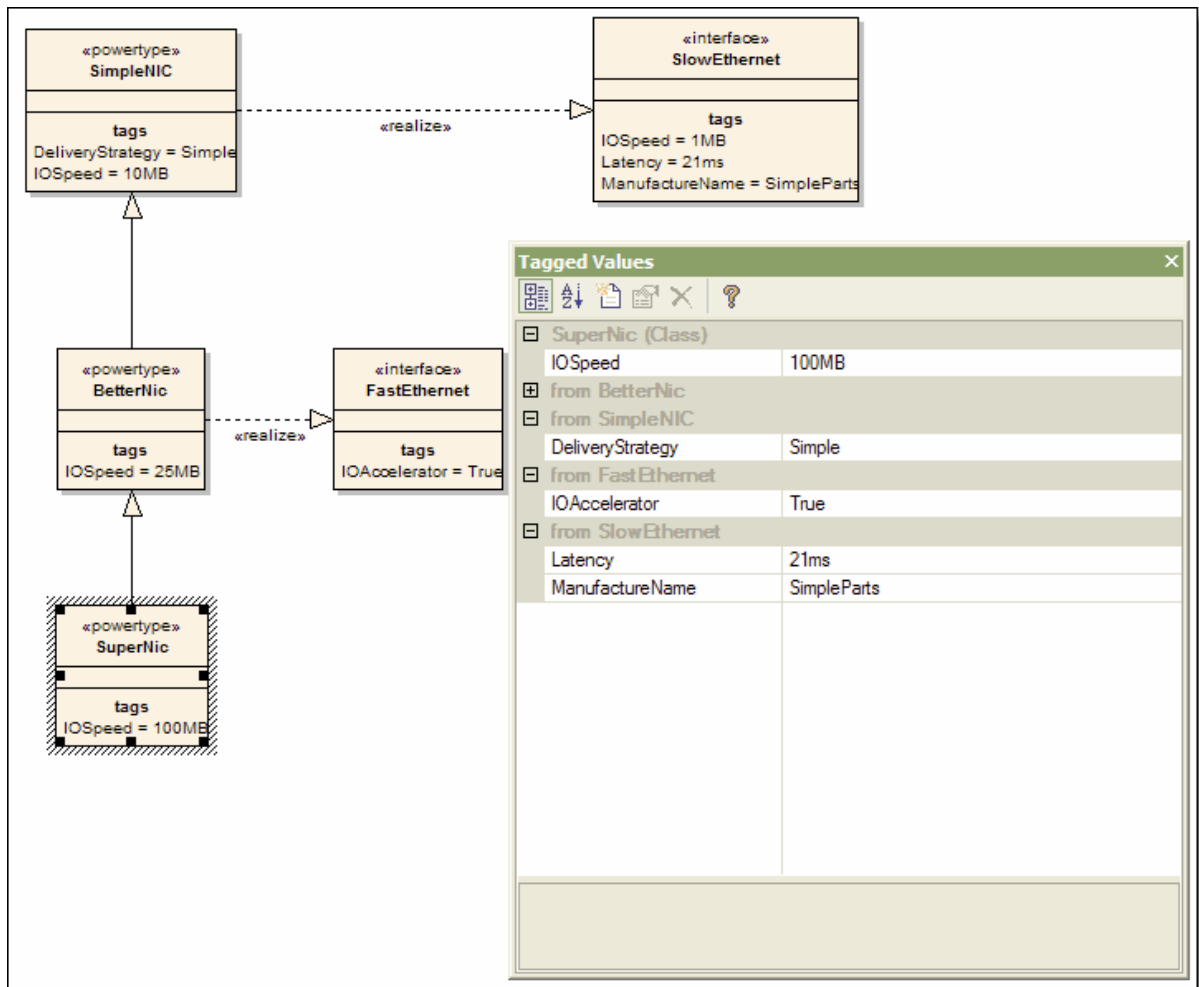 «powertype»
SimpleNIC
tags
DeliveryStrategy = Simple
IOSpeed = 10MB
«realize»
«interface»
SlowEthernet
tags
IOSpeed = 1MB
Latency = 21ms
ManufactureName = SimpleParts
«powertype»
BetterNic
tags
IOSpeed = 25MB
«realize»
«interface»
FastEthernet
tags
IOAccelerator = True
«powertype»
SuperNic
tags
IOSpeed = 100MB
Tagged Values
SuperNic (Class)
IOSpeed 100MB
from BetterNic
from SimpleNIC
DeliveryStrategy Simple
from FastEthernet
IOAccelerator True
from SlowEthernet
Latency 21ms
ManufactureName SimpleParts